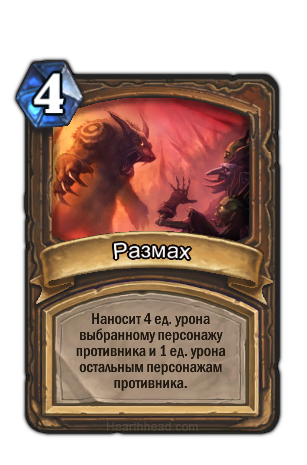 4
Размах
Наносит 4 ед. урона
выбранному персонажу
противника и 1 ед. урона
остальным персонажам
противника.
Hearthhead.com